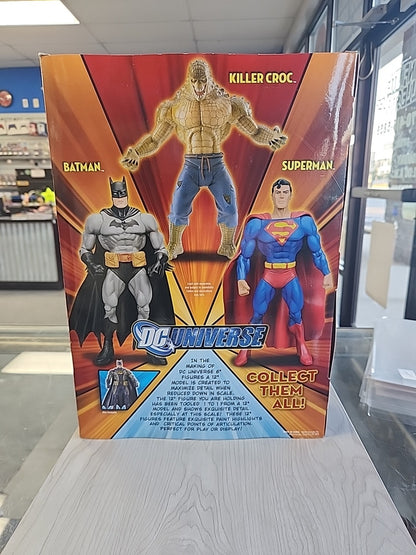 KILLER CROC™
BATMAN™
SUPERMAN™
DC UNIVERSE
IN THE
MAKING OF
DC UNIVERSE 6"
FIGURES A 12"
MODEL IS CREATED TO
MAXIMIZE DETAIL WHEN
REDUCED DOWN IN SCALE.
THE 12" FIGURE YOU ARE HOLDING
HAS BEEN TOOLED 1 TO 1 FROM A 12"
MODEL AND SHOWS EXQUISITE DETAIL
ESPECIALLY AT THIS SCALE! THESE 12"
FIGURES FEATURE EXQUISITE PAINT HIGHLIGHTS
AND CRITICAL POINTS OF ARTICULATION.
PERFECT FOR PLAY OR DISPLAY!
COLLECT
THEM
ALL!